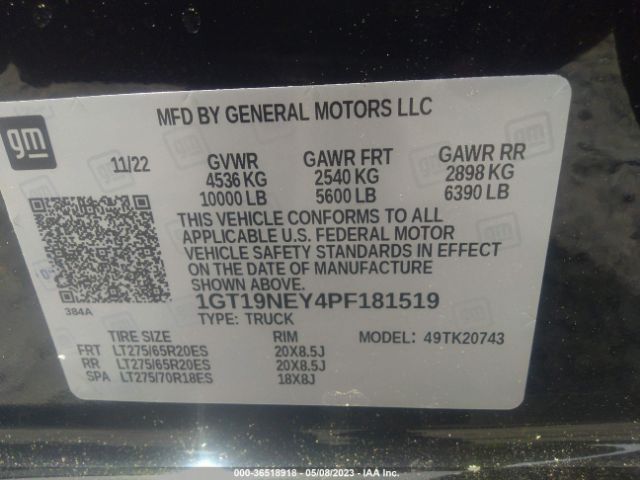 MFD BY GENERAL MOTORS LLC
gm
11/22 GVWR GAWR FRT GAWR RR
4536 KG 2540 KG 2898 KG
10000 LB 5600 LB 6390 LB
THIS VEHICLE CONFORMS TO ALL
APPLICABLE U.S. FEDERAL MOTOR
VEHICLE SAFETY STANDARDS IN EFFECT
ON THE DATE OF MANUFACTURE
SHOWN ABOVE.
384A
1GT19NEY4PF181519
TYPE: TRUCK
MODEL: 49TK20743
TIRE SIZE RIM
FRT LT275/65R20ES 20X8.5J
RR LT275/65R20ES 20X8.5J
SPA LT275/70R18ES 18X8J
000-36518918 - 05/08/2023 - IAA Inc.